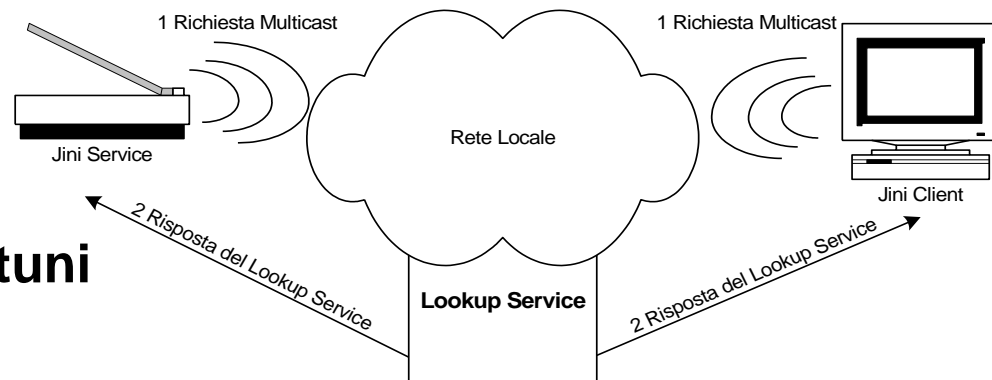 1 Richiesta Multicast
1 Richiesta Multicast
Rete Locale
Jini Service
Jini Client
2 Risposta del Lookup Service
tuni
Lookup Service
2 Risposta del Lookup Service